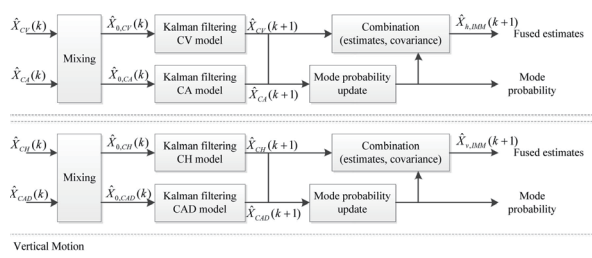 X̂_CV(k)
X̂_0,CV(k)
Kalman filtering
CV model
X̂_CV(k+1)
Combination
(estimates, covariance)
X̂_h,IMM(k+1)
Fused estimates
Mixing
X̂_CA(k)
X̂_0,CA(k)
Kalman filtering
CA model
X̂_CA(k+1)
Mode probability
update
Mode
probability
X̂_CH(k)
X̂_0,CH(k)
Kalman filtering
CH model
X̂_CH(k+1)
Combination
(estimates, covariance)
X̂_v,IMM(k+1)
Fused estimates
Mixing
X̂_CAD(k)
X̂_0,CAD(k)
Kalman filtering
CAD model
X̂_CAD(k+1)
Mode probability
update
Mode
probability
Vertical Motion